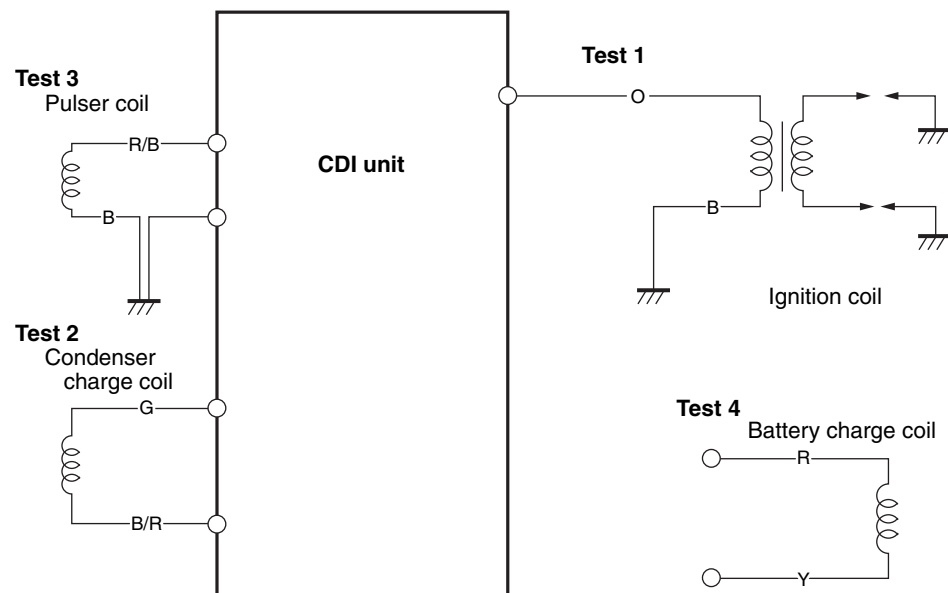 Test 3
Pulser coil
R/B
B
Test 2
Condenser
charge coil
G
B/R
CDI unit
Test 1
O
B
Ignition coil
Test 4
Battery charge coil
R
Y